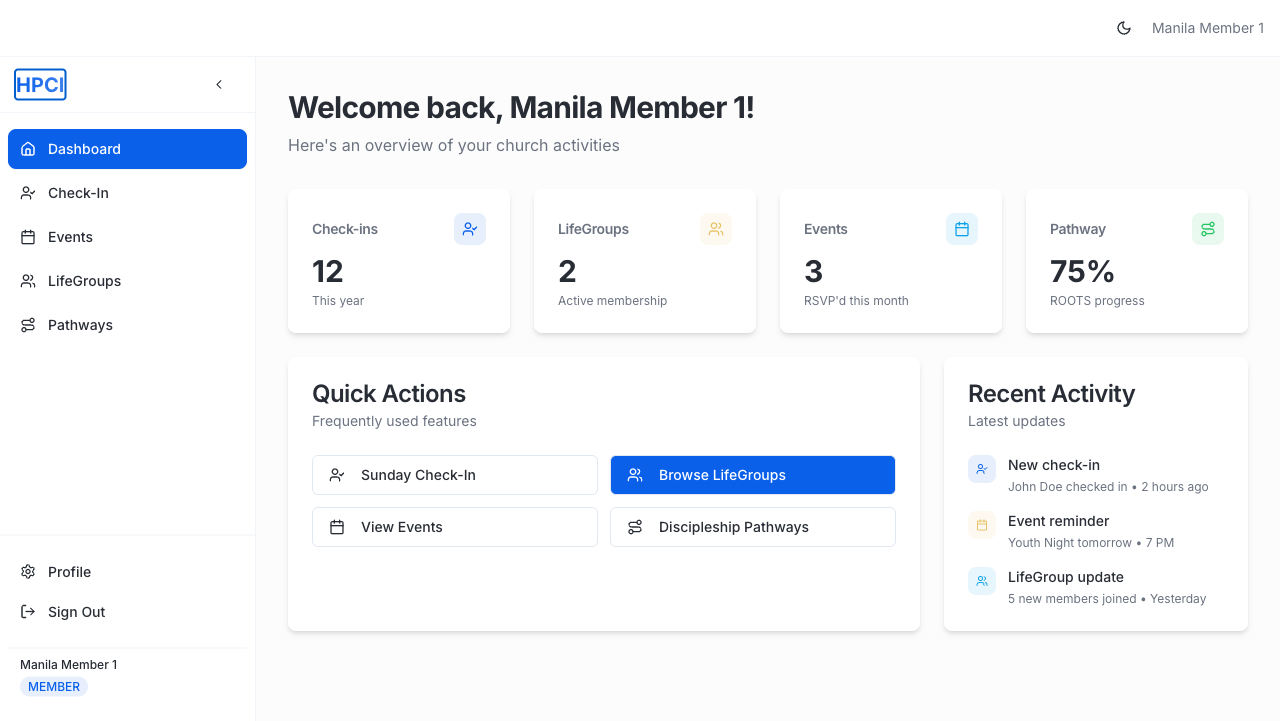 Manila Member 1
HPCI
Dashboard
Check-In
Events
LifeGroups
Pathways
Profile
Sign Out
Manila Member 1
MEMBER
Welcome back, Manila Member 1!
Here's an overview of your church activities
Check-ins
12
This year
LifeGroups
2
Active membership
Events
3
RSVP'd this month
Pathway
75%
ROOTS progress
Quick Actions
Frequently used features
Sunday Check-In
Browse LifeGroups
View Events
Discipleship Pathways
Recent Activity
Latest updates
New check-in
John Doe checked in • 2 hours ago
Event reminder
Youth Night tomorrow • 7 PM
LifeGroup update
5 new members joined • Yesterday